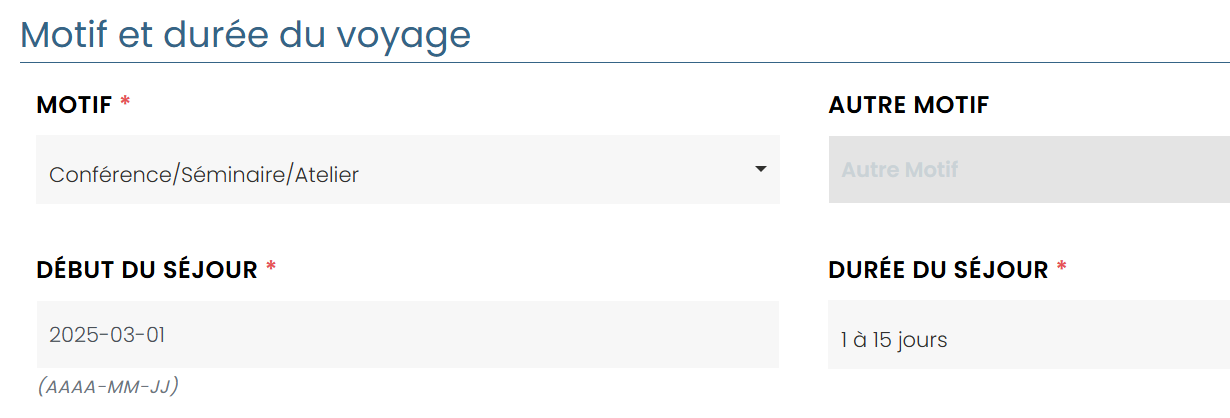 Motif et durée du voyage
MOTIF *
AUTRE MOTIF
Conférence/Séminaire/Atelier
Autre Motif
DÉBUT DU SÉJOUR *
DURÉE DU SÉJOUR *
2025-03-01
1 à 15 jours
(AAAA-MM-JJ)